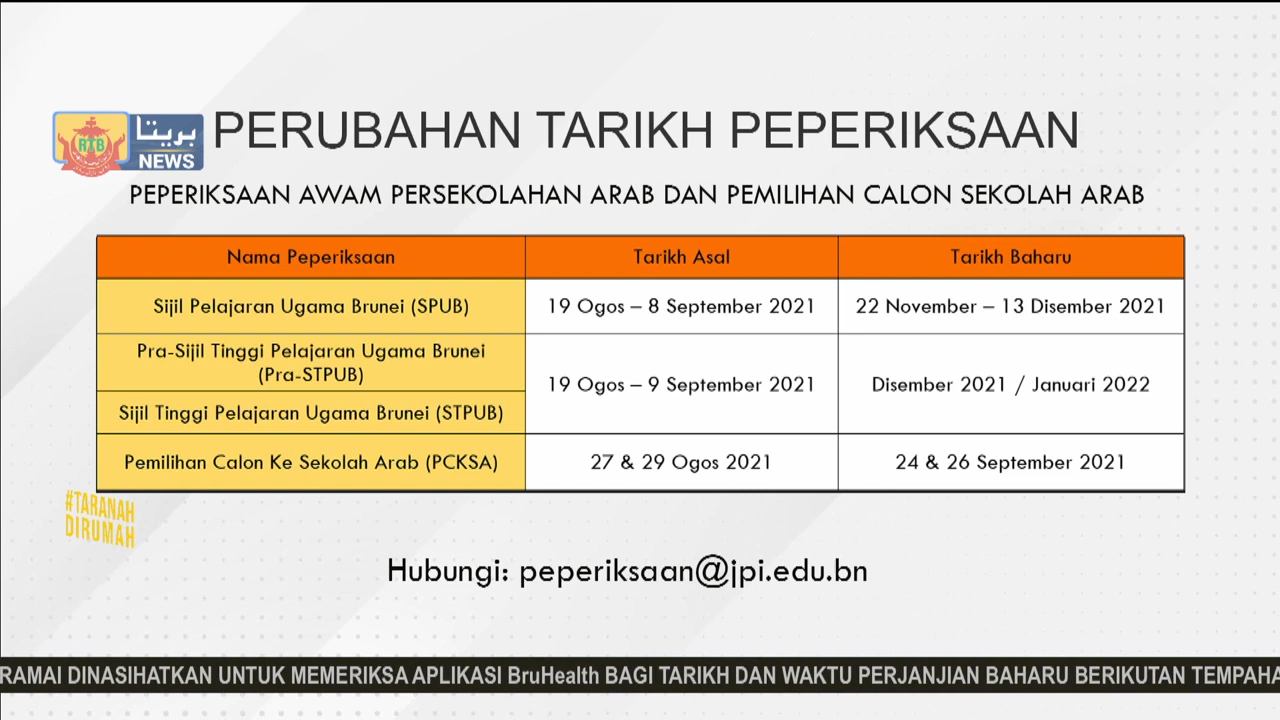 RTB
بريتا
NEWS
PERUBAHAN TARIKH PEPERIKSAAN
PEPERIKSAAN AWAM PERSEKOLAHAN ARAB DAN PEMILIHAN CALON SEKOLAH ARAB
Nama Peperiksaan Tarikh Asal Tarikh Baharu
Sijil Pelajaran Ugama Brunei (SPUB) 19 Ogos – 8 September 2021 22 November – 13 Disember 2021
Pra-Sijil Tinggi Pelajaran Ugama Brunei
(Pra-STPUB)
19 Ogos – 9 September 2021 Disember 2021 / Januari 2022
Sijil Tinggi Pelajaran Ugama Brunei (STPUB)
Pemilihan Calon Ke Sekolah Arab (PCKSA) 27 & 29 Ogos 2021 24 & 26 September 2021
#TARANAH
DIRUMAH
Hubungi: peperiksaan@jpi.edu.bn
RAMAI DINASIHATKAN UNTUK MEMERIKSA APLIKASI BruHealth BAGI TARIKH DAN WAKTU PERJANJIAN BAHARU BERIKUTAN TEMPAHA